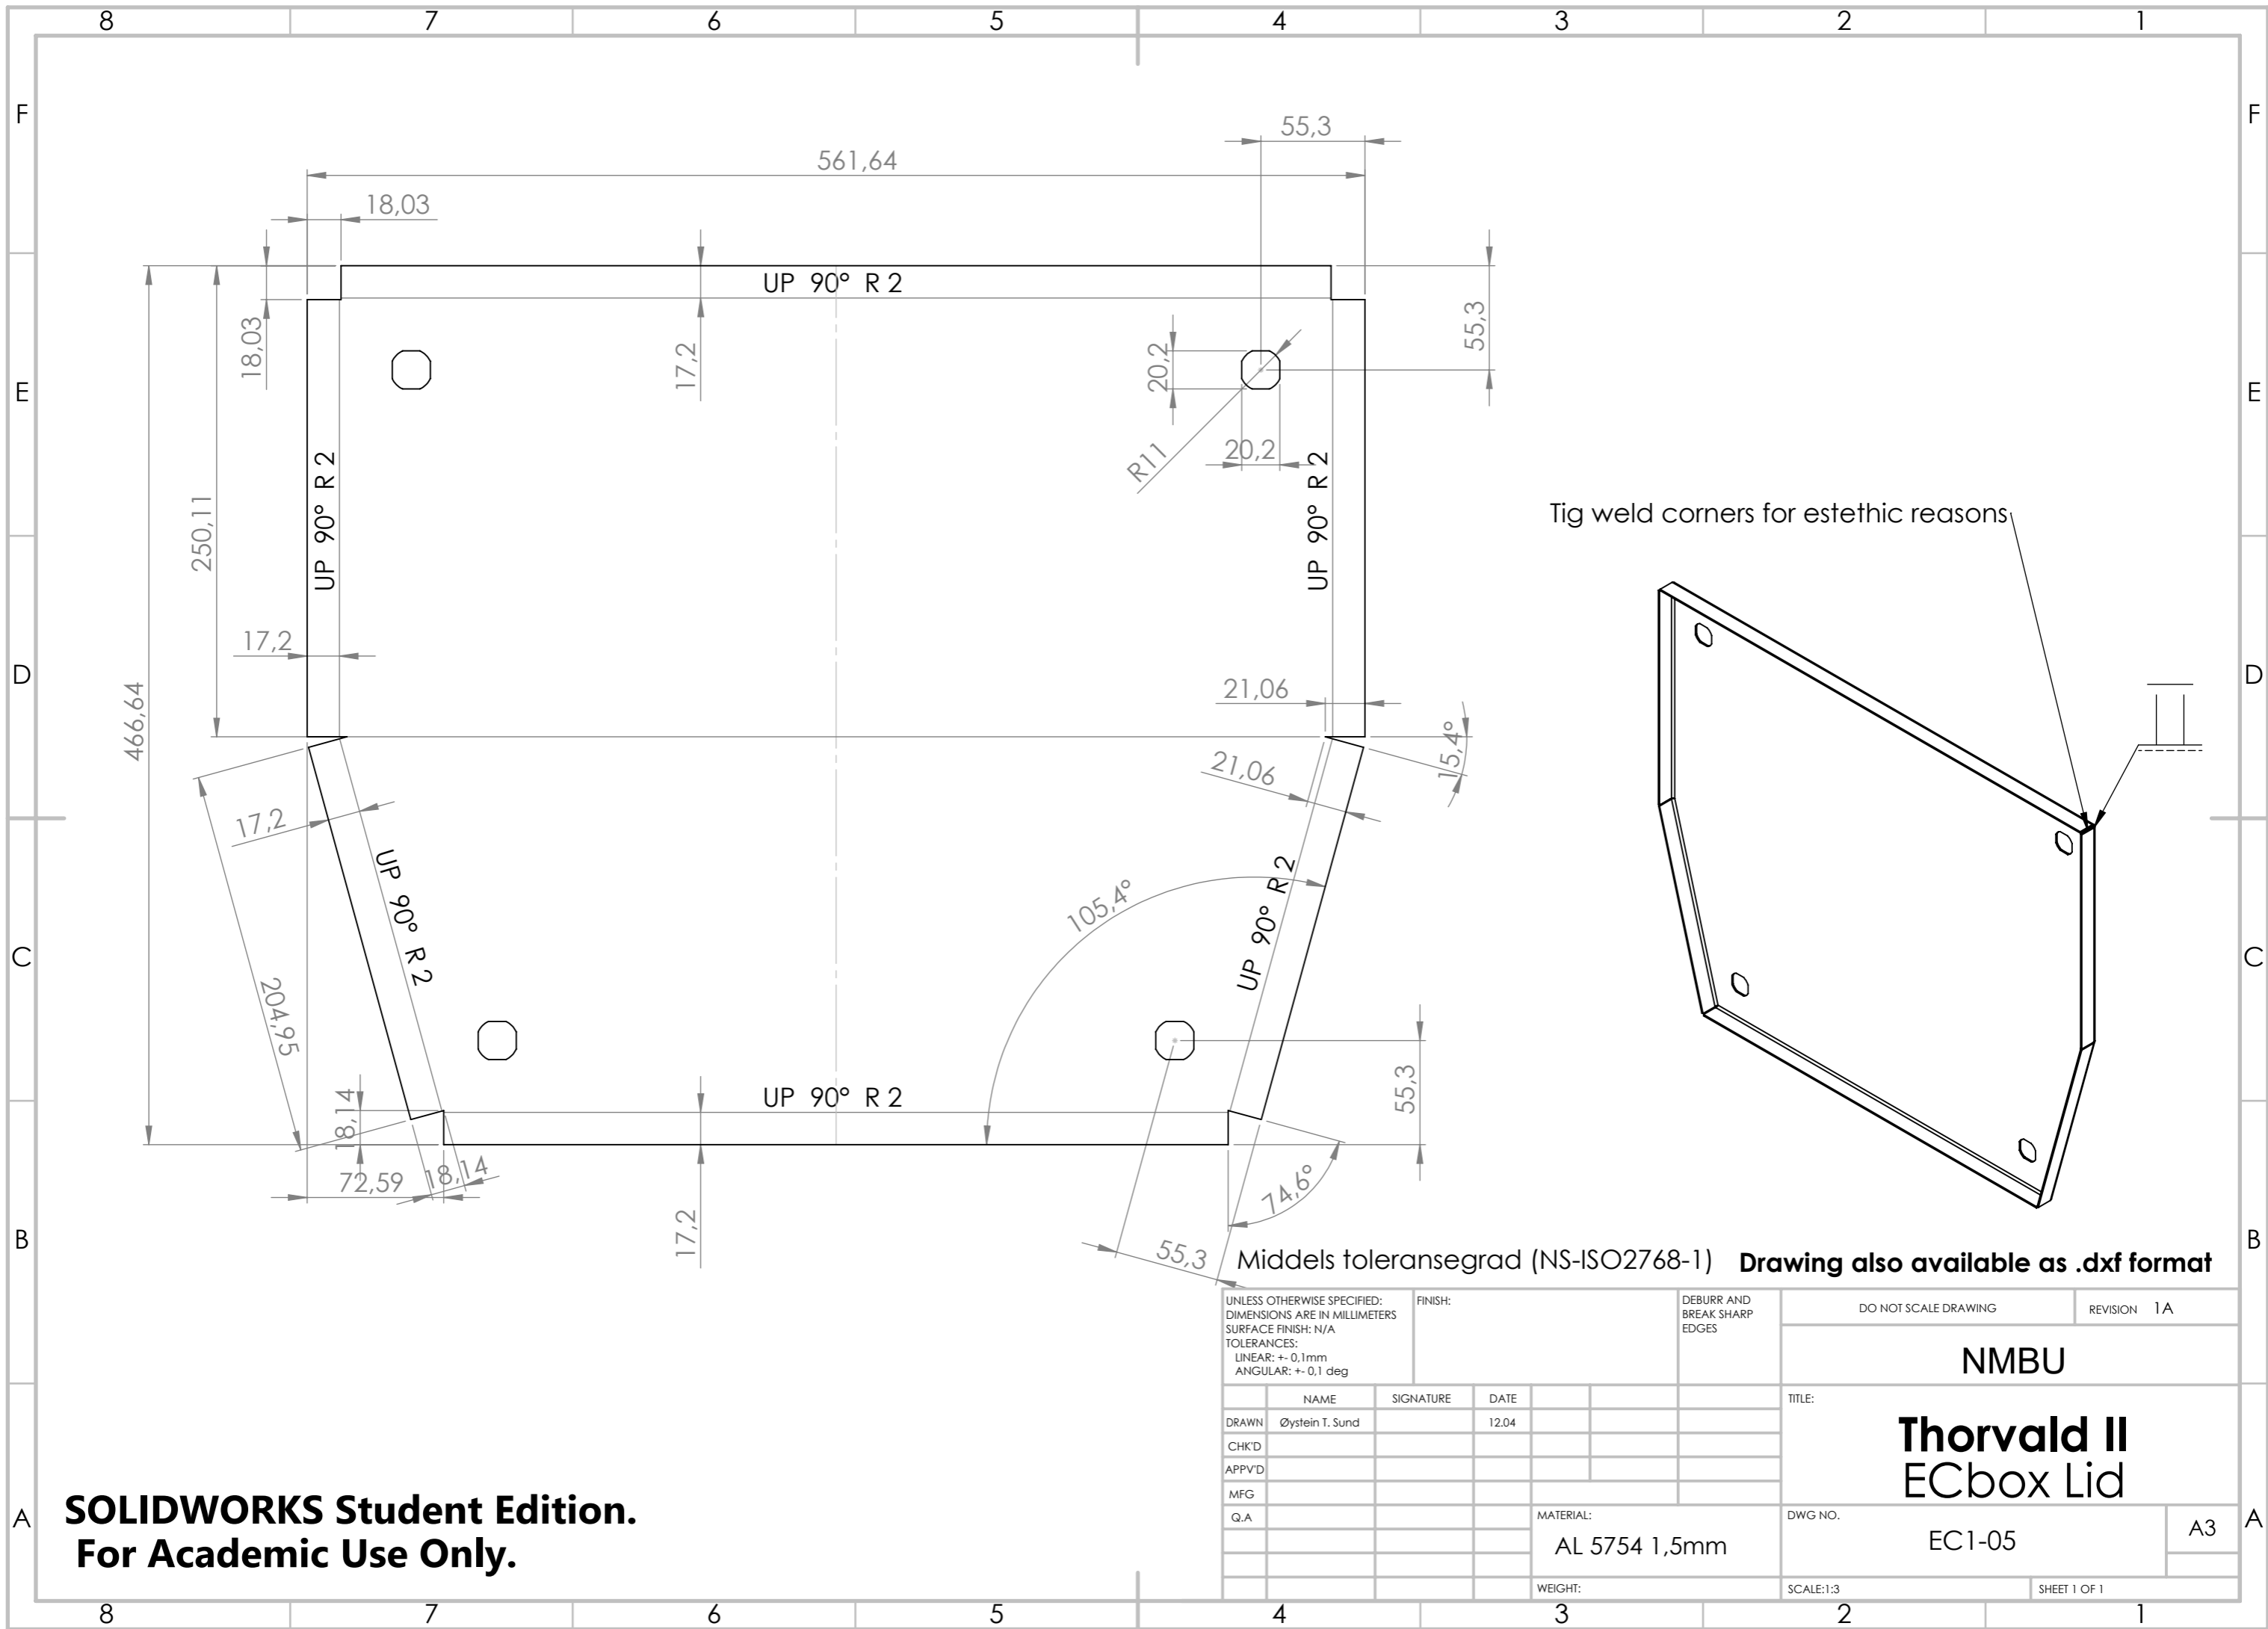 8 7 6 5 4 3 2 1
F F
55,3
561,64
18,03
UP 90° R 2
18,03
17,2
20,2
55,3
E E
R11
20,2
UP 90° R 2
UP 90° R 2
250,11
Tig weld corners for estethic reasons
17,2
D D
466,64
21,06
15,4°
21,06
17,2
UP 90° R 2
UP 90° R 2
105,4°
C C
204,95
18,14
UP 90° R 2
55,3
72,59
18,14
74,6°
17,2
B B
55,3
Middels toleransegrad (NS-ISO2768-1) Drawing also available as .dxf format
UNLESS OTHERWISE SPECIFIED:
DIMENSIONS ARE IN MILLIMETERS
SURFACE FINISH: N/A
TOLERANCES:
LINEAR: +- 0,1mm
ANGULAR: +- 0,1 deg
FINISH:
DEBURR AND
BREAK SHARP
EDGES
DO NOT SCALE DRAWING
REVISION 1A
NMBU
NAME SIGNATURE DATE
DRAWN Øystein T. Sund 12.04
CHK'D
APPV'D
MFG
Q.A
TITLE:
Thorvald II
ECbox Lid
MATERIAL:
AL 5754 1,5mm
DWG NO.
EC1-05
A3
WEIGHT:
SCALE:1:3
SHEET 1 OF 1
A A
SOLIDWORKS Student Edition.
For Academic Use Only.
8 7 6 5 4 3 2 1